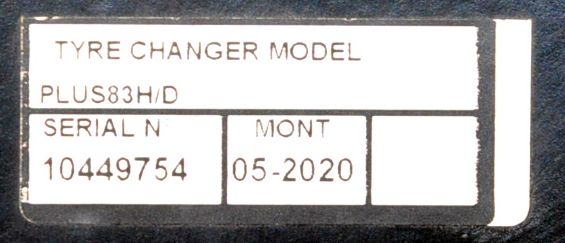 TYRE CHANGER MODEL
PLUS83H/D
SERIAL N MONT
10449754 05-2020